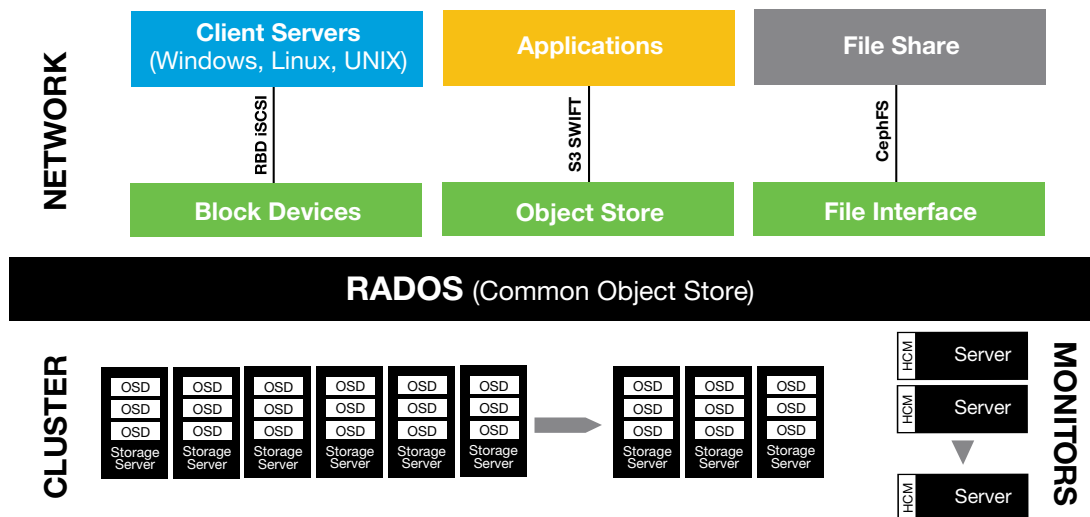 NETWORK
Client Servers
(Windows, Linux, UNIX)
Applications
File Share
RBD iSCSI
S3 SWIFT
CephFS
Block Devices
Object Store
File Interface
RADOS (Common Object Store)
CLUSTER
OSD
OSD
OSD
Storage
Server
OSD
OSD
OSD
Storage
Server
OSD
OSD
OSD
Storage
Server
OSD
OSD
OSD
Storage
Server
OSD
OSD
OSD
Storage
Server
OSD
OSD
OSD
Storage
Server
OSD
OSD
OSD
Storage
Server
OSD
OSD
OSD
Storage
Server
OSD
OSD
OSD
Storage
Server
HCM
Server
HCM
Server
HCM
Server
MONITORS